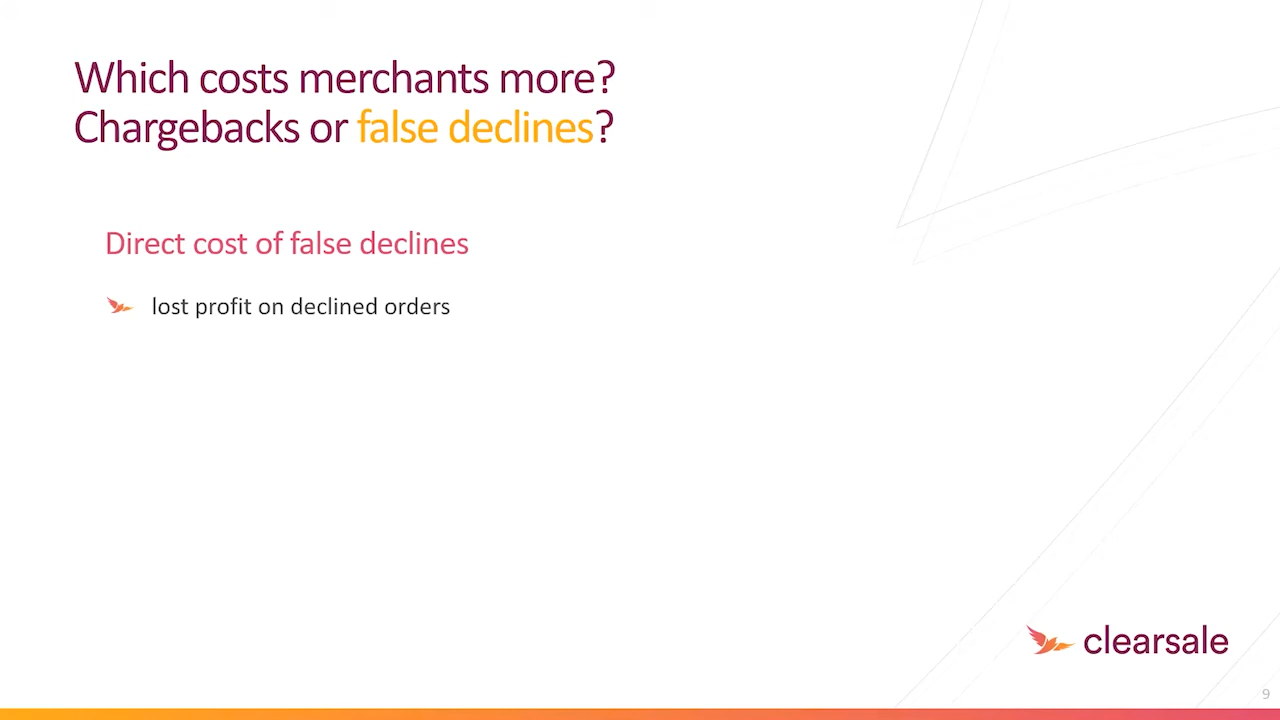 Which costs merchants more?
Chargebacks or false declines?
Direct cost of false declines
lost profit on declined orders
clearsale
9